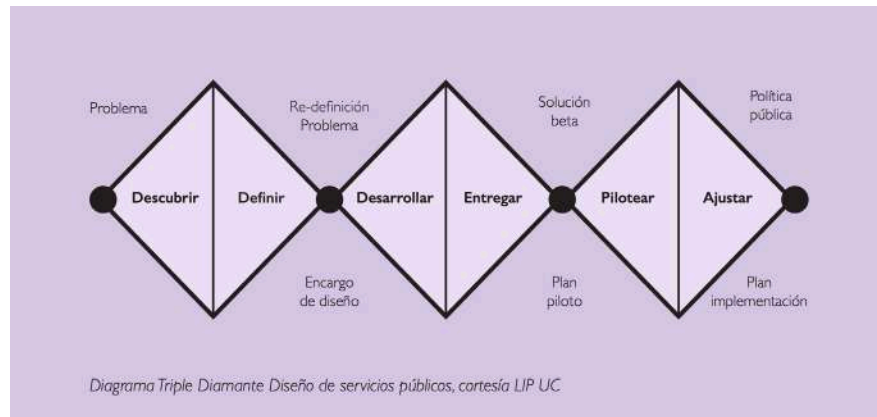 Problema
Re-definición
Problema
Solución
beta
Política
pública
Descubrir
Definir
Desarrollar
Entregar
Pilotear
Ajustar
Encargo
de diseño
Plan
piloto
Plan
implementación
Diagrama Triple Diamante Diseño de servicios públicos, cortesía LIP UC